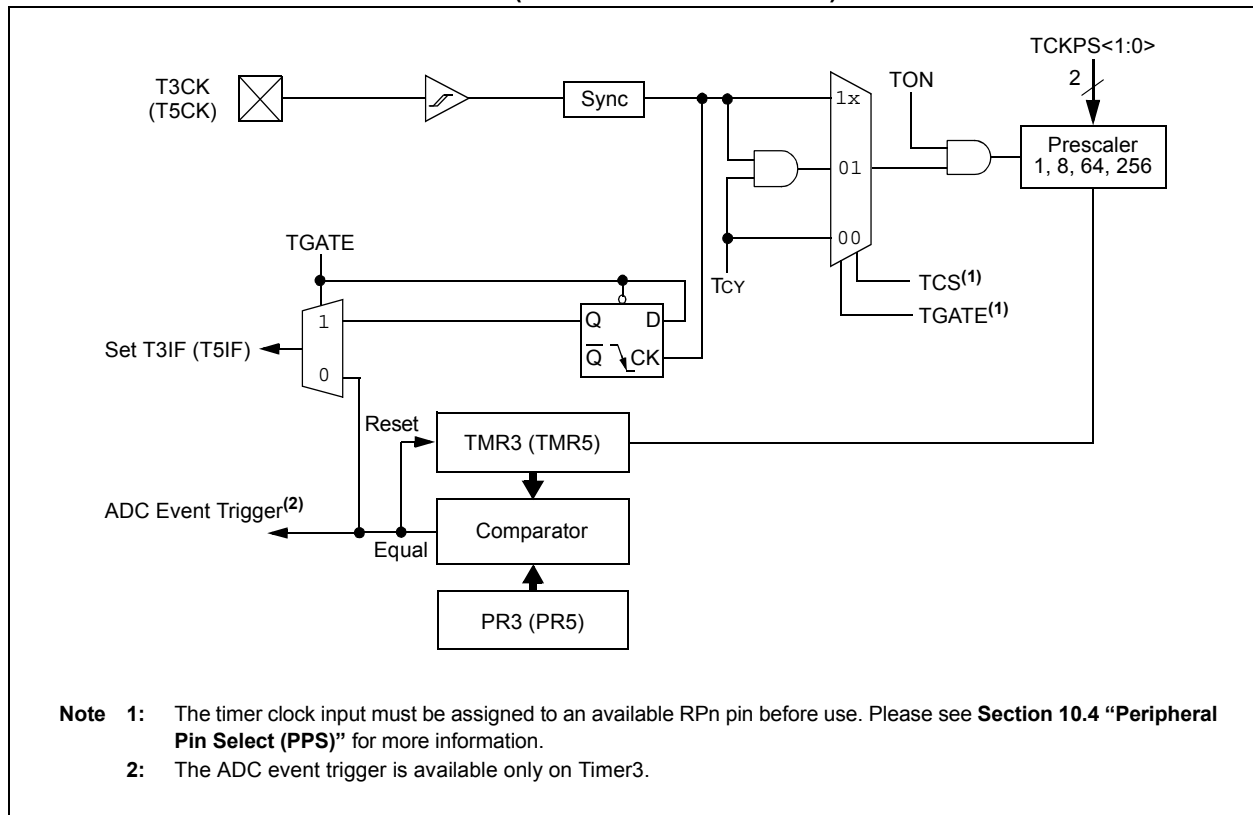 TCKPS<1:0>
2
T3CK
(T5CK)
Sync
1x
TON
Prescaler
1, 8, 64, 256
01
00
TCY
TCS(1)
TGATE(1)
TGATE
1
Q D
Q CK
Set T3IF (T5IF)
0
Reset
TMR3 (TMR5)
ADC Event Trigger(2)
Equal
Comparator
PR3 (PR5)
Note 1: The timer clock input must be assigned to an available RPn pin before use. Please see Section 10.4 “Peripheral
Pin Select (PPS)” for more information.
2: The ADC event trigger is available only on Timer3.